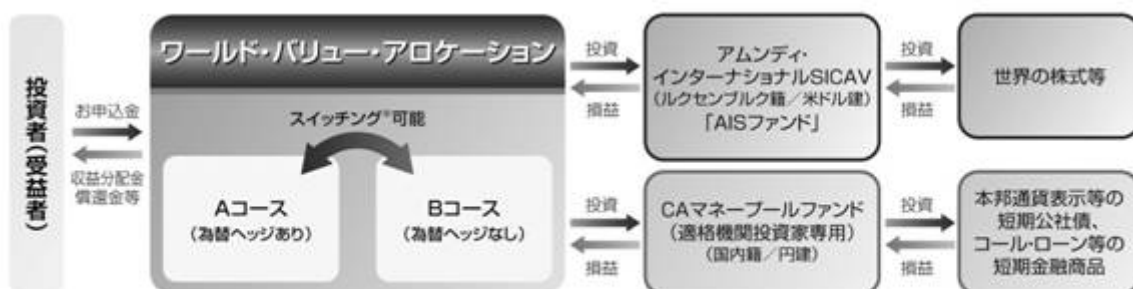 投資者(受益者)
お申込金
収益分配金
償還金等
ワールド・バリュー・アロケーション
スイッチング*可能
Aコース
(為替ヘッジあり)
Bコース
(為替ヘッジなし)
投資
損益
アムンディ・
インターナショナルSICAV
(ルクセンブルク籍/米ドル建)
「AISファンド」
投資
損益
世界の株式等
投資
損益
CAマネープールファンド
(適格機関投資家専用)
(国内籍/円建)
投資
損益
本邦通貨表示等の
短期公社債、
コール・ローン等の
短期金融商品